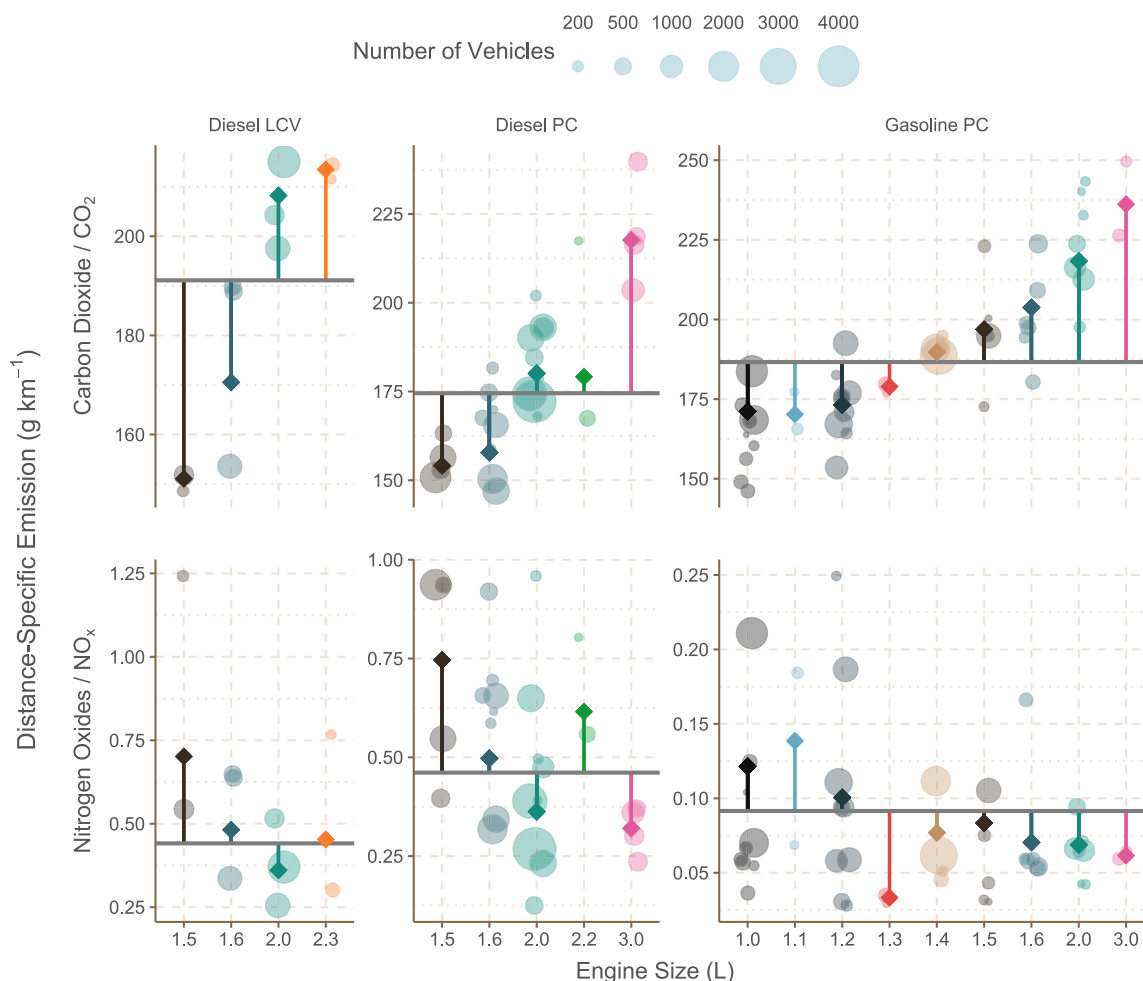 200 500 1000 2000 3000 4000
Number of Vehicles
Diesel LCV Diesel PC Gasoline PC
Distance-Specific Emission (g km⁻¹)
Carbon Dioxide / CO₂
200
180
160
225
200
175
150
250
225
200
175
150
Nitrogen Oxides / NOₓ
1.25
1.00
0.75
0.50
0.25
1.00
0.75
0.50
0.25
0.25
0.20
0.15
0.10
0.05
1.5 1.6 2.0 2.3
1.5 1.6 2.0 2.2 3.0
1.0 1.1 1.2 1.3 1.4 1.5 1.6 2.0 3.0
Engine Size (L)